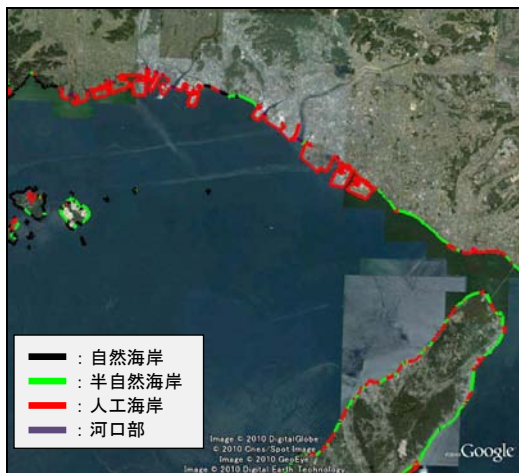 ：自然海岸
：半自然海岸
：人工海岸
：河口部
Image © 2010 DigitalGlobe
© 2010 Cnes/Spot Image
Image © 2010 GeoEye
Image © 2010 Digital Earth Technology
©2010 Google